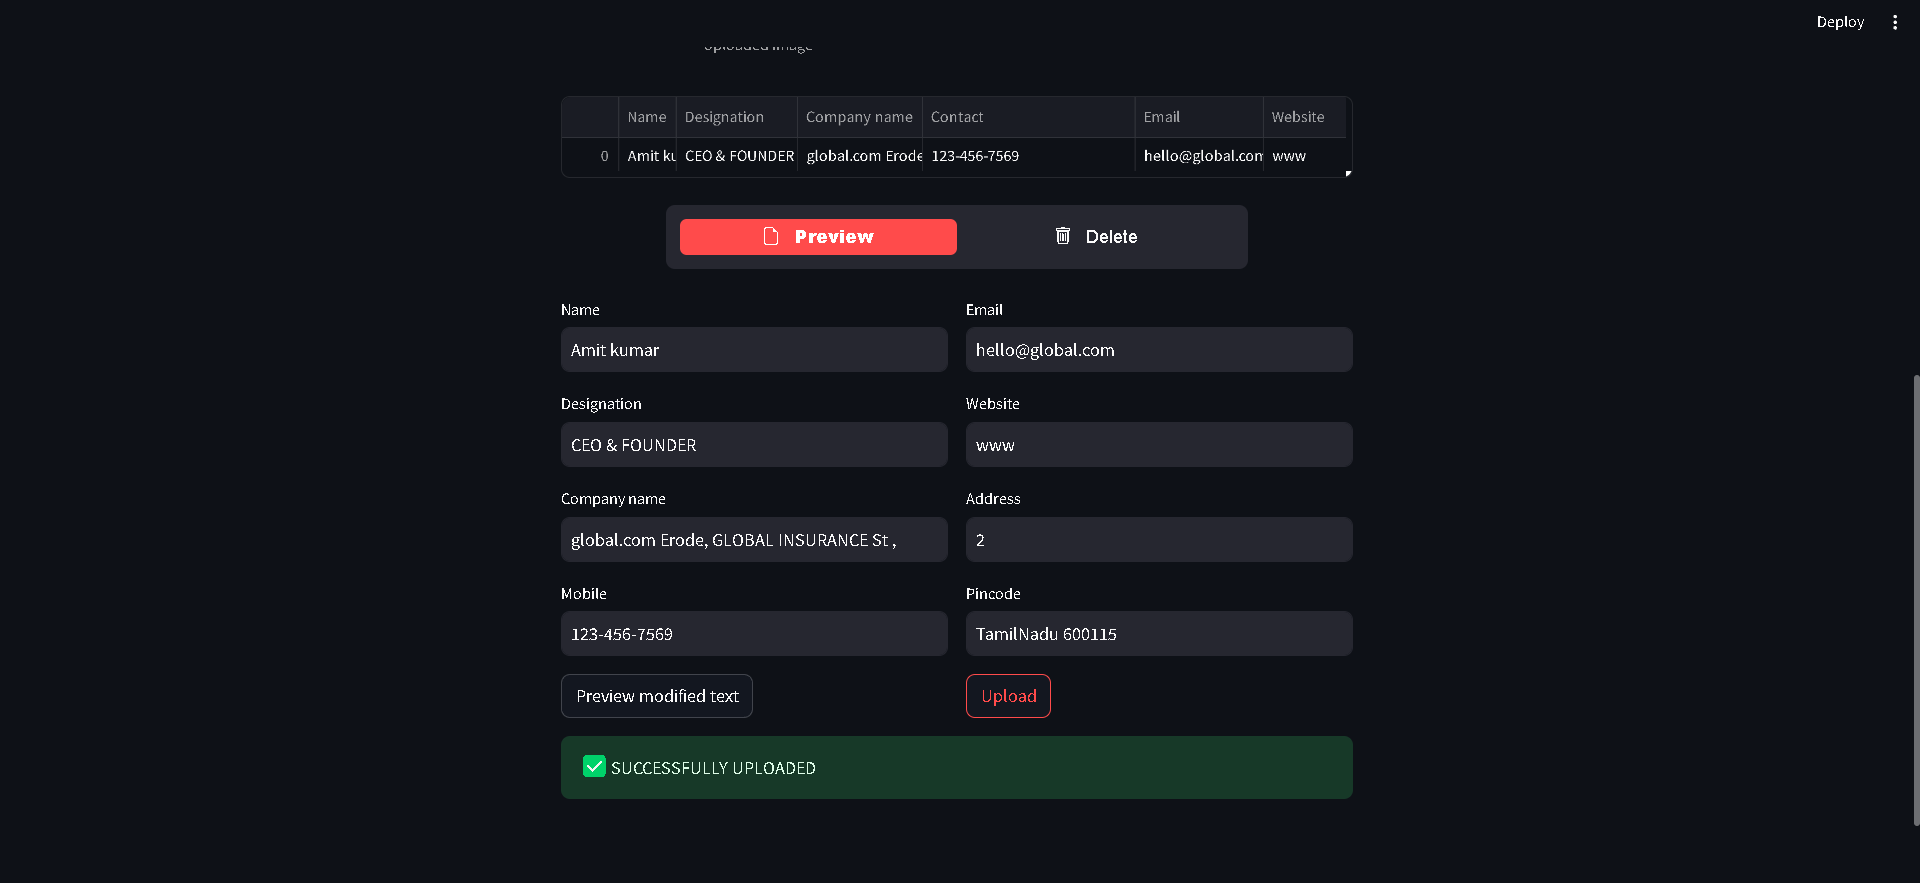 Deploy
Uploaded Image
Name Designation Company name Contact Email Website
0 Amit ku CEO & FOUNDER global.com Erode 123-456-7569 hello@global.com www
Preview Delete
Name Email
Amit kumar hello@global.com
Designation Website
CEO & FOUNDER www
Company name Address
global.com Erode, GLOBAL INSURANCE St , 2
Mobile Pincode
123-456-7569 TamilNadu 600115
Preview modified text Upload
SUCCESSFULLY UPLOADED